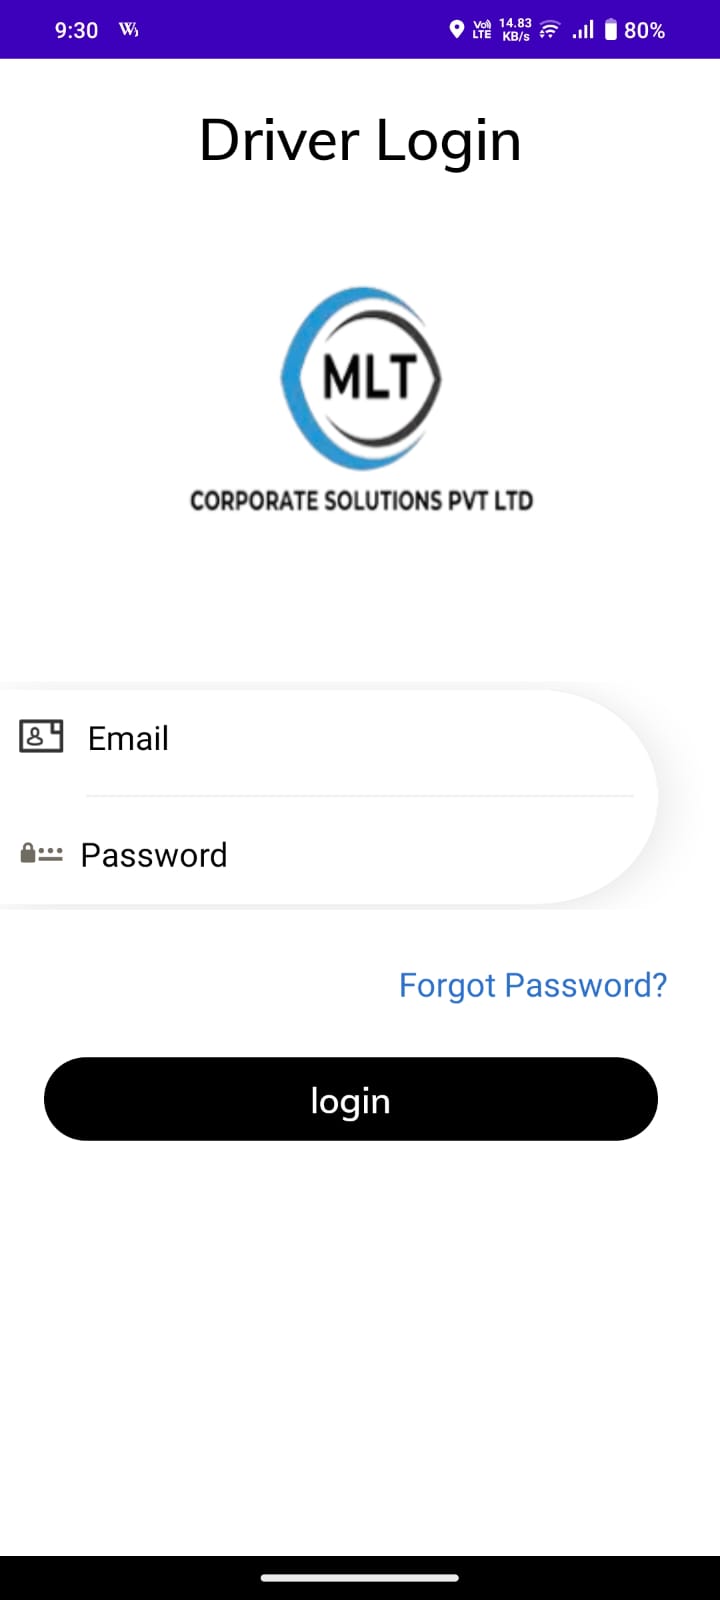 9:30 W Vo) LTE 14.83 KB/s 80%
Driver Login
MLT
CORPORATE SOLUTIONS PVT LTD
Email
Password
Forgot Password?
login